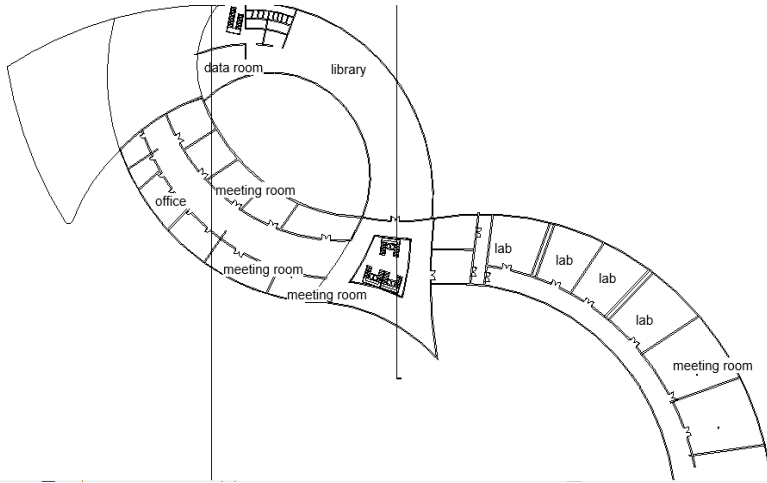 data room
library
meeting room
office
meeting room
meeting room
lab
lab
lab
lab
meeting room